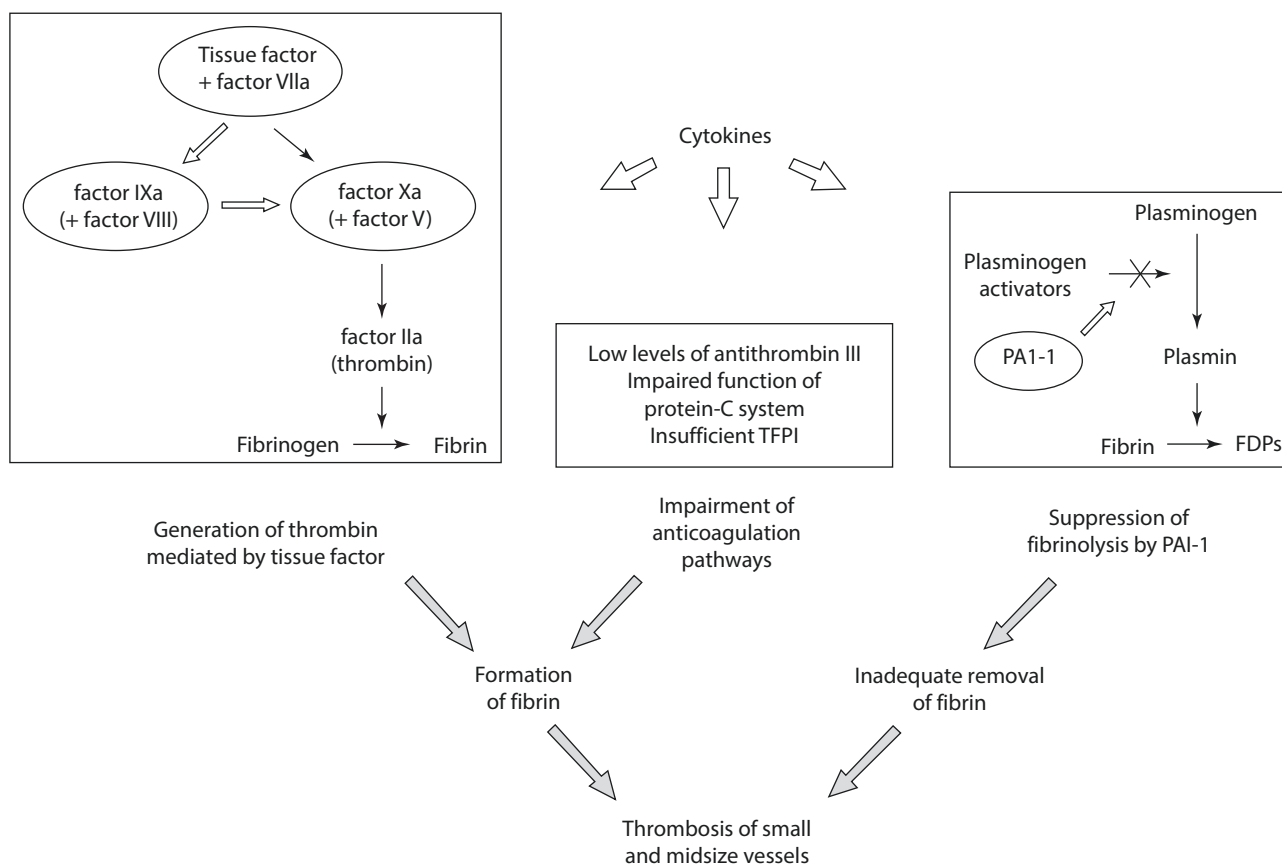 Tissue factor
+ factor VIIa
factor IXa
(+ factor VIII)
factor Xa
(+ factor V)
factor IIa
(thrombin)
Fibrinogen
Fibrin
Cytokines
Low levels of antithrombin III
Impaired function of
protein-C system
Insufficient TFPI
Plasminogen
Plasminogen
activators
PA1-1
Plasmin
Fibrin
FDPs
Generation of thrombin
mediated by tissue factor
Impairment of
anticoagulation
pathways
Suppression of
fibrinolysis by PAI-1
Formation
of fibrin
Inadequate removal
of fibrin
Thrombosis of small
and midsize vessels